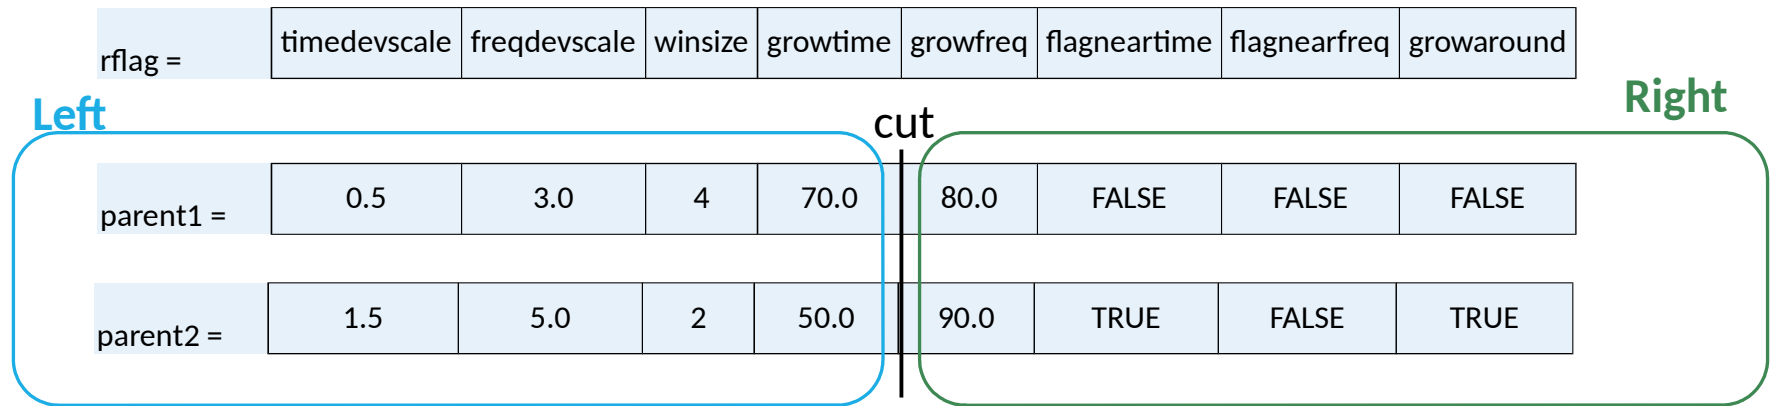 rflag = timedevscale freqdevscale winsize growtime growfreq flagneartime flagnearfreq growaround
Left cut Right
parent1 = 0.5 3.0 4 70.0 80.0 FALSE FALSE FALSE
parent2 = 1.5 5.0 2 50.0 90.0 TRUE FALSE TRUE